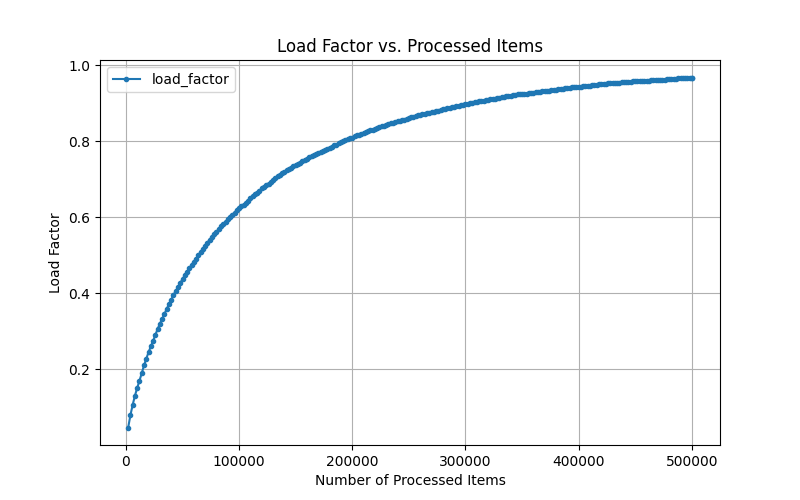 Load Factor vs. Processed Items
load_factor
1.0
0.8
0.6
0.4
0.2
Load Factor
0 100000 200000 300000 400000 500000
Number of Processed Items